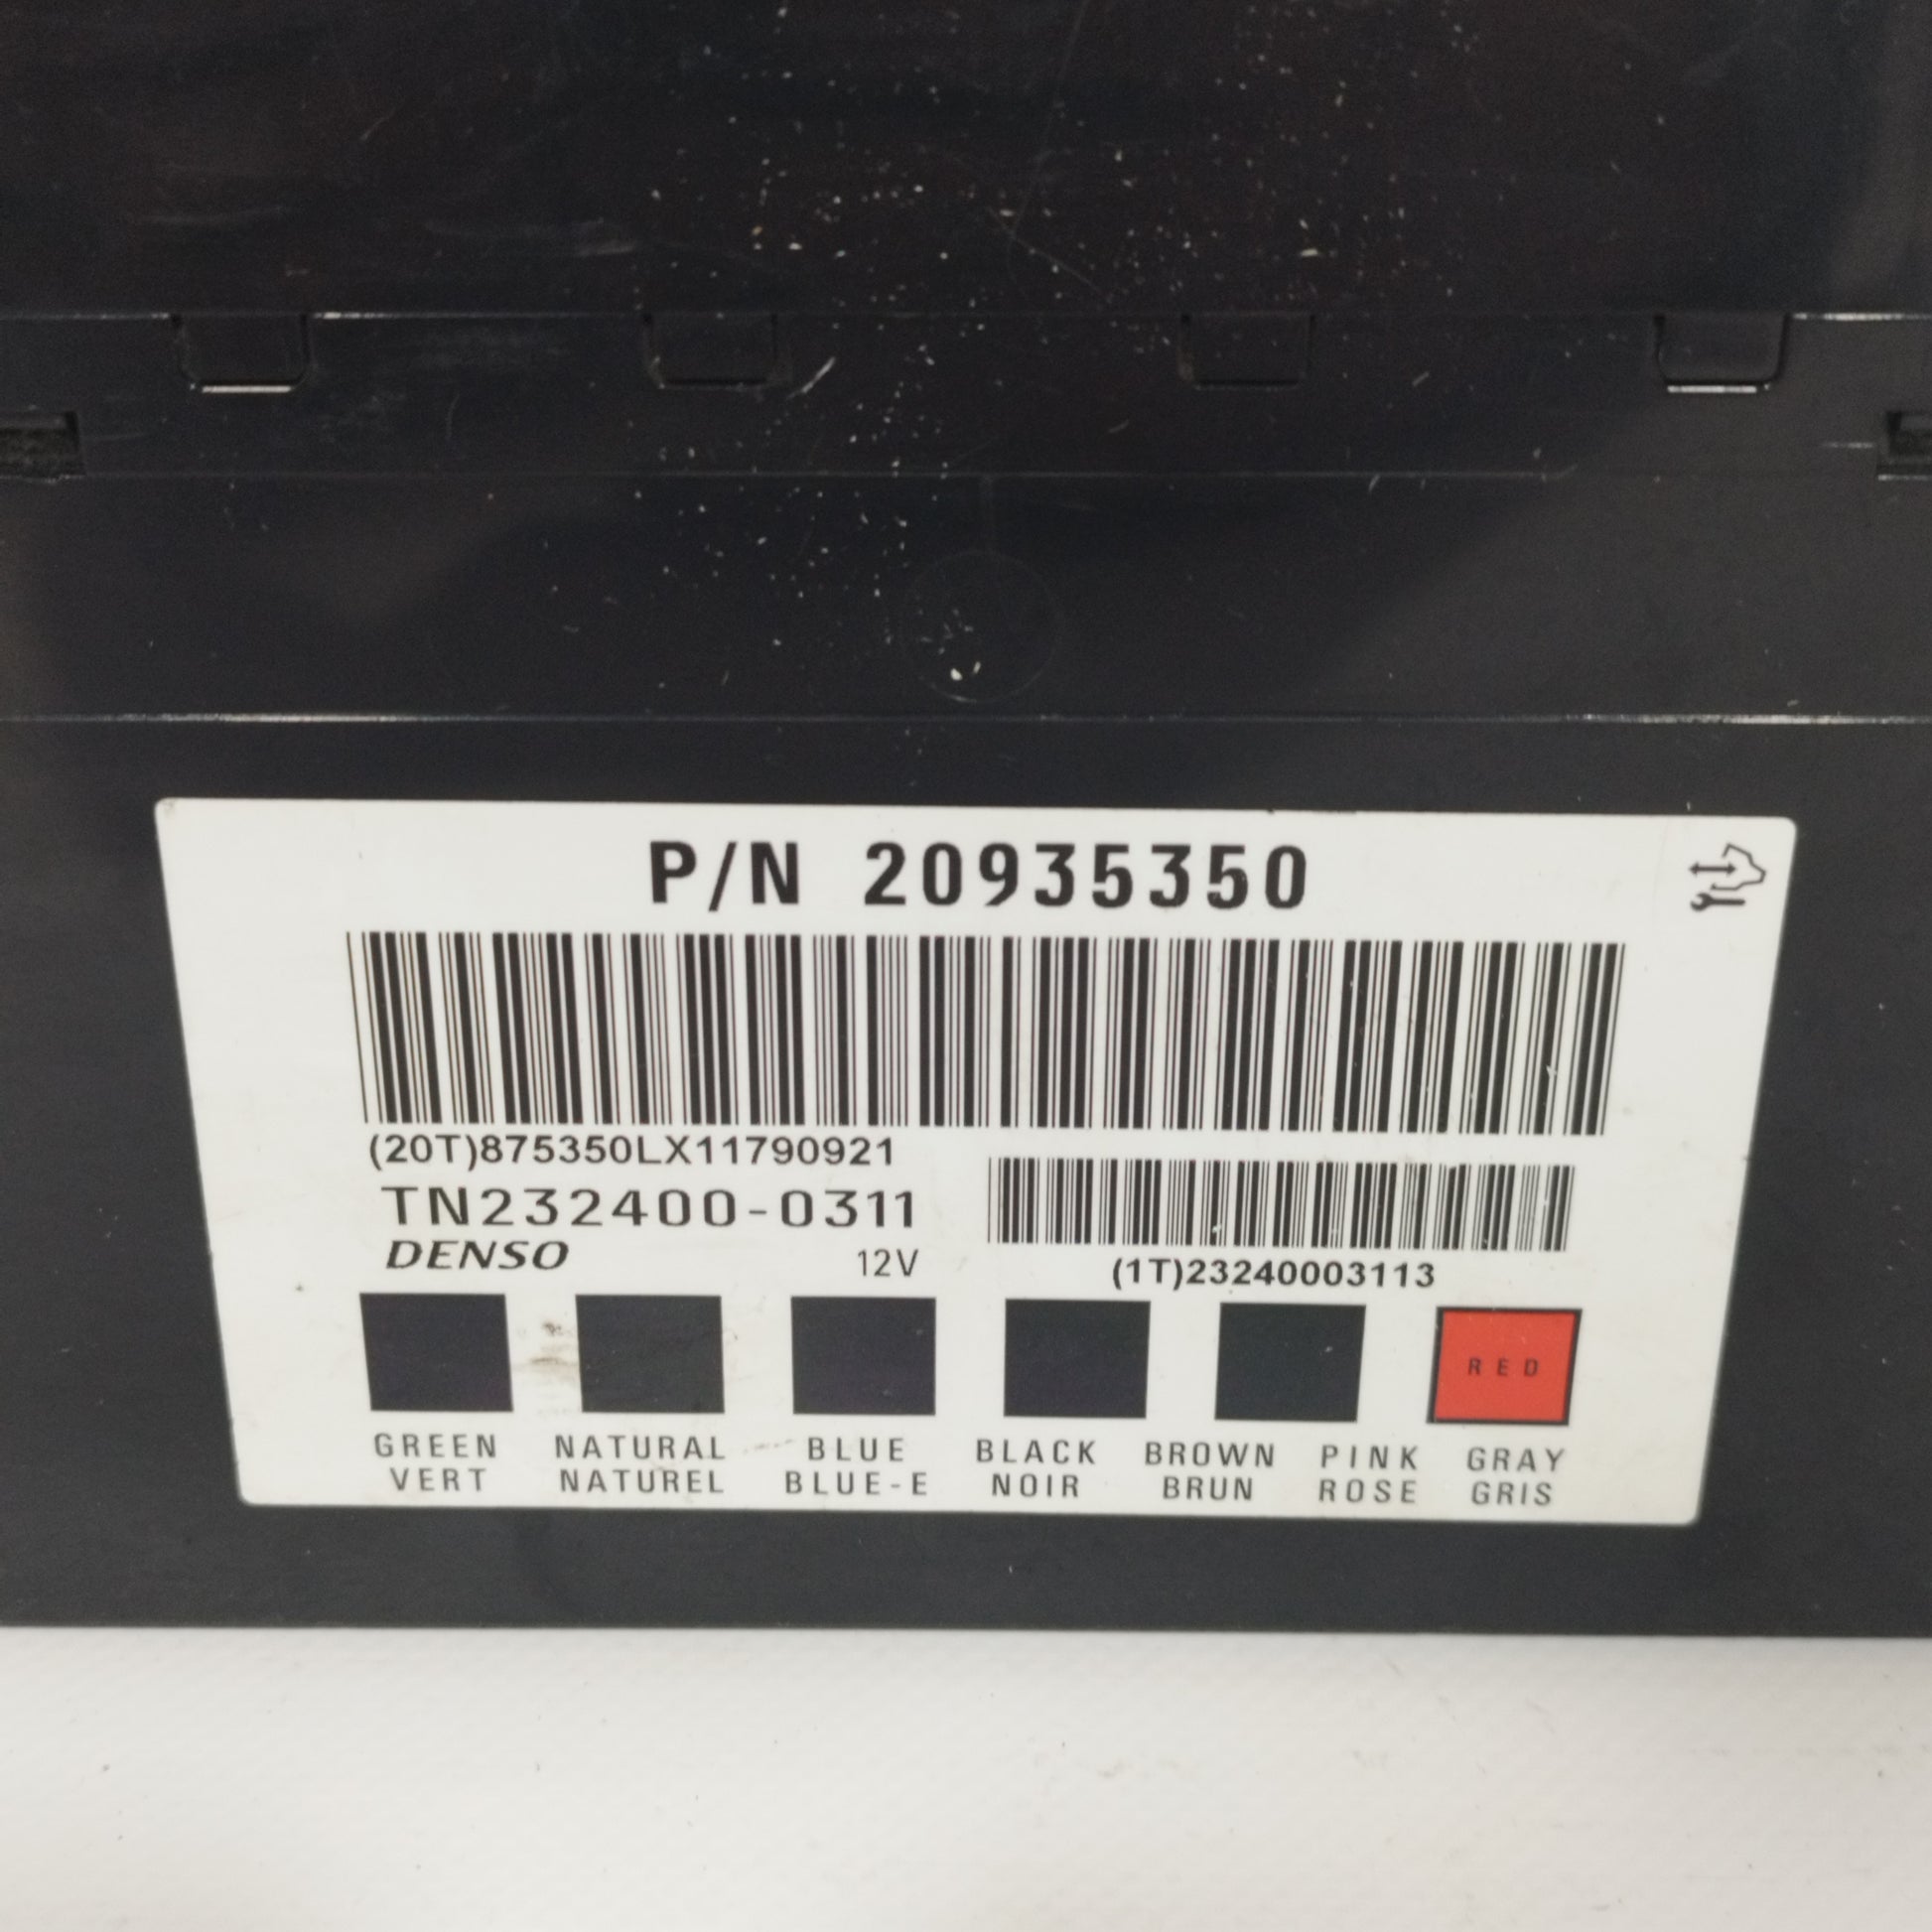 P/N 20935350
(20T)875350LX11790921
TN232400-0311
DENSO 12V
(1T)23240003113
RED
GREEN NATURAL BLUE BLACK BROWN PINK GRAY
VERT NATUREL BLUE-E NOIR BRUN ROSE GRIS